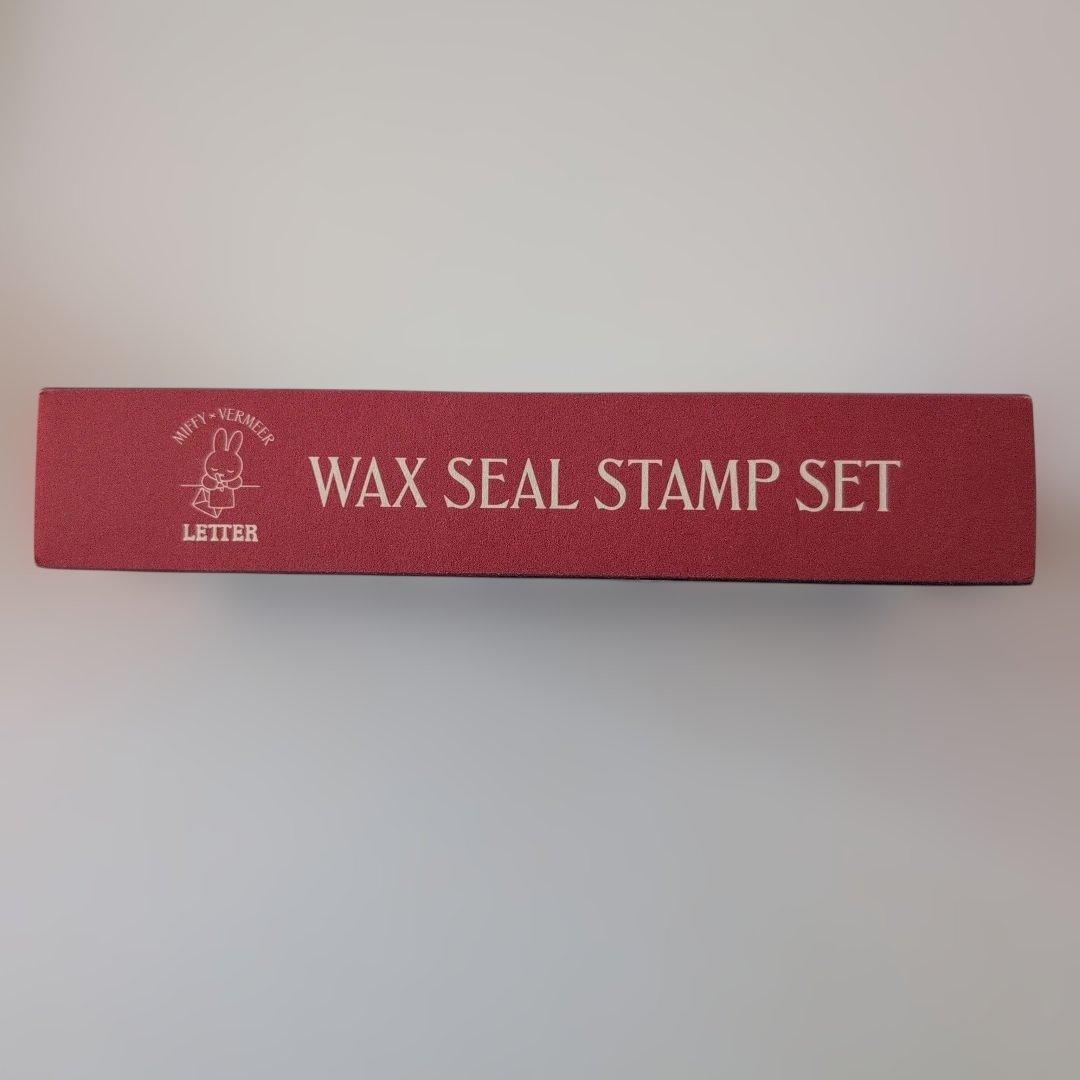 MIFFY × VERMEER
LETTER
WAX SEAL STAMP SET